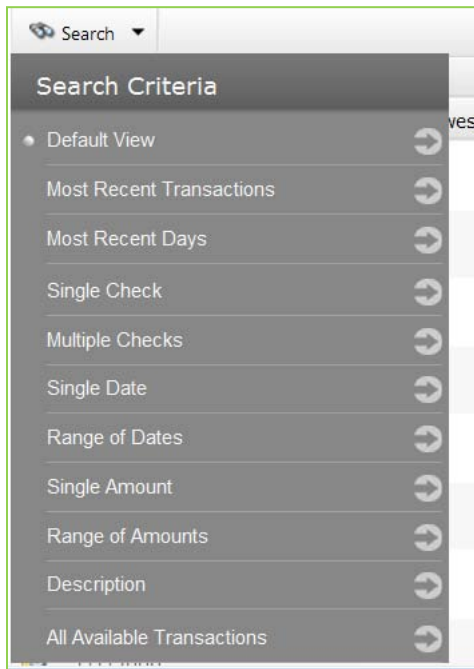 Search
Search Criteria
Default View
Most Recent Transactions
Most Recent Days
Single Check
Multiple Checks
Single Date
Range of Dates
Single Amount
Range of Amounts
Description
All Available Transactions